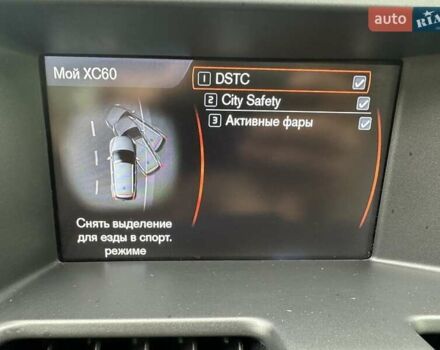 auto RIA
Мой XC60
1 DSTC
2 City Safety
3 Активные фары
Снять выделение
для езды в спорт.
режиме